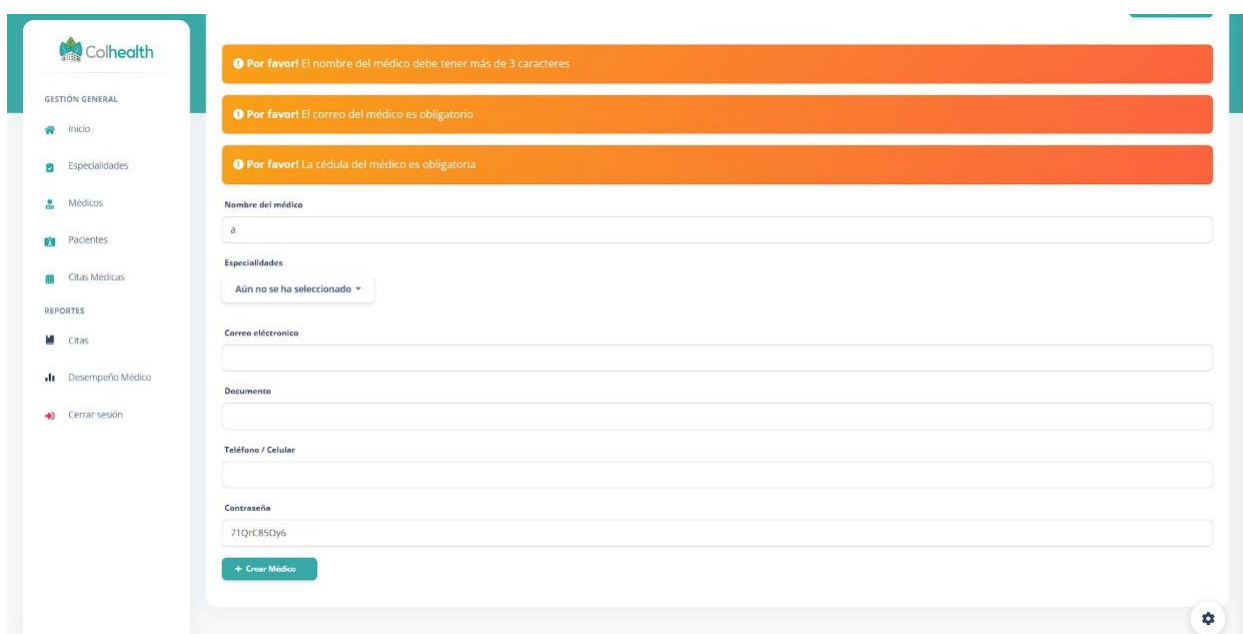 Colhealth
GESTIÓN GENERAL
Inicio
Especialidades
Médicos
Pacientes
Citas Médicas
REPORTES
Citas
Desempeño Médico
Cerrar sesión
Por favor! El nombre del médico debe tener más de 3 caracteres
Por favor! El correo del médico es obligatorio
Por favor! La cédula del médico es obligatoria
Nombre del médico
a
Especialidades
Aún no se ha seleccionado
Correo eléctronico
Documento
Teléfono / Celular
Contraseña
71QrC85Oy6
+ Crear Médico